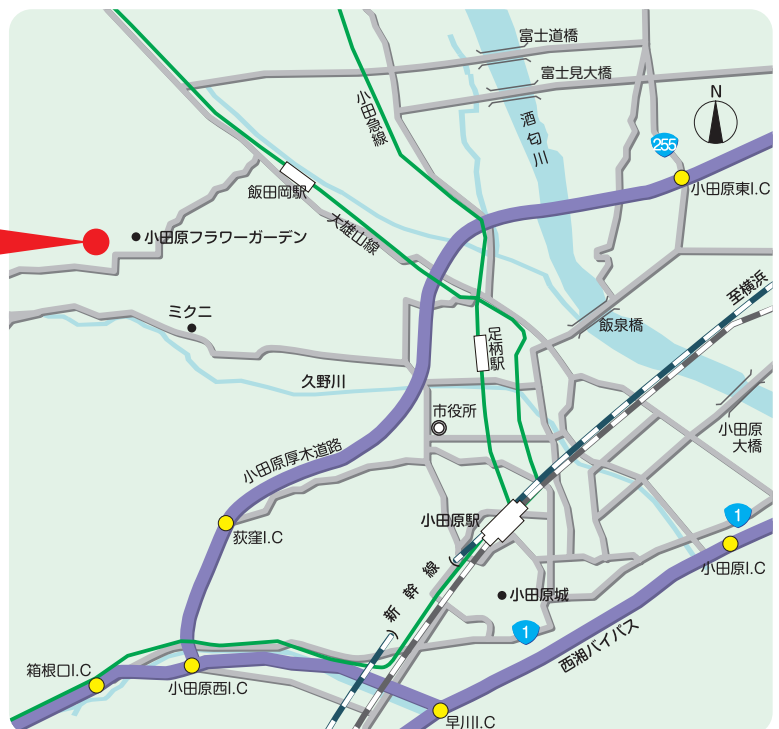 富士道橋
富士見大橋
小田急線
酒匂川
N
255
飯田岡駅
小田原東I.C
大雄山線
小田原フラワーガーデン
至横浜
ミクニ
飯泉橋
足柄駅
久野川
市役所
小田原
大橋
小田原厚木道路
小田原駅
1
荻窪I.C
小田原I.C
新幹線
小田原城
1
西湘バイパス
箱根口I.C
小田原西I.C
早川I.C